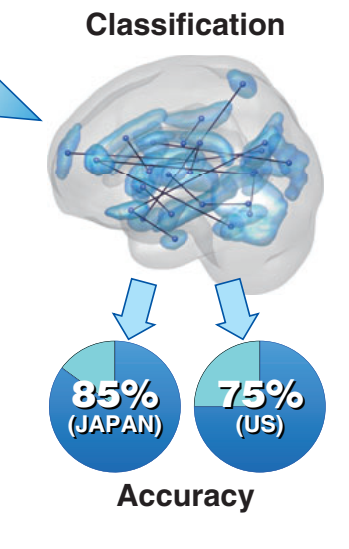 Classification
85%
(JAPAN)
75%
(US)
Accuracy